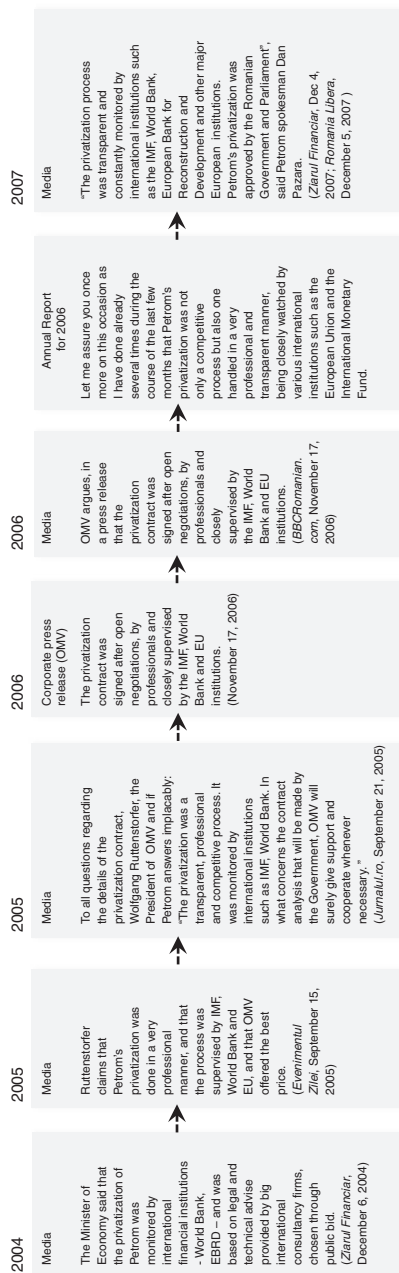 2004
Media
The Minister of
Economy said that
the privatization of
Petrom was
monitored by
international
financial institutions
- World Bank,
EBRD – and was
based on legal and
technical advise
provided by big
international
consultancy firms,
chosen through
public bid.
(Ziarul Financiar,
December 6, 2004)
2005
Media
Ruttenstorfer
claims that
Petrom's
privatization was
done in a very
professional
manner, and that
the process was
supervised by IMF,
World Bank and
EU, and that OMV
offered the best
price.
(Evenimentul
Zilei, September 15,
2005)
2005
Media
To all questions regarding
the details of the
privatization contract,
Wolfgang Ruttenstorfer, the
President of OMV and if
Petrom answers implacably:
"The privatization was a
transparent, professional
and competitive process. It
was monitored by
international institutions
such as IMF, World Bank. In
what concerns the contract
analysis that will be made by
the Government, OMV will
surely give support and
cooperate whenever
necessary."
(Jurnalul.ro, September 21, 2005)
2006
Corporate press
release (OMV)
The privatization
contract was
signed after open
negotiations, by
professionals and
closely supervised
by the IMF, World
Bank and EU
institutions.
(November 17, 2006)
2006
Media
OMV argues, in
a press release
that the
privatization
contract was
signed after open
negotiations, by
professionals and
closely
supervised by
the IMF, World
Bank and EU
institutions.
(BBCRomanian.
com, November 17,
2006)
Annual Report
for 2006
Let me assure you once
more on this occasion as
I have done already
several times during the
course of the last few
months that Petrom's
privatization was not
only a competitive
process but also one
handled in a very
professional and
transparent manner,
being closely watched by
various international
institutions such as the
European Union and the
International Monetary
Fund.
2007
Media
"The privatization process
was transparent and
constantly monitored by
international institutions such
as the IMF, World Bank,
European Bank for
Reconstruction and
Development and other major
European institutions.
Petrom's privatization was
approved by the Romanian
Government and Parliament",
said Petrom spokesman Dan
Pazara.
(Ziarul Financiar, Dec 4,
2007; Romania Libera,
December 5, 2007 )